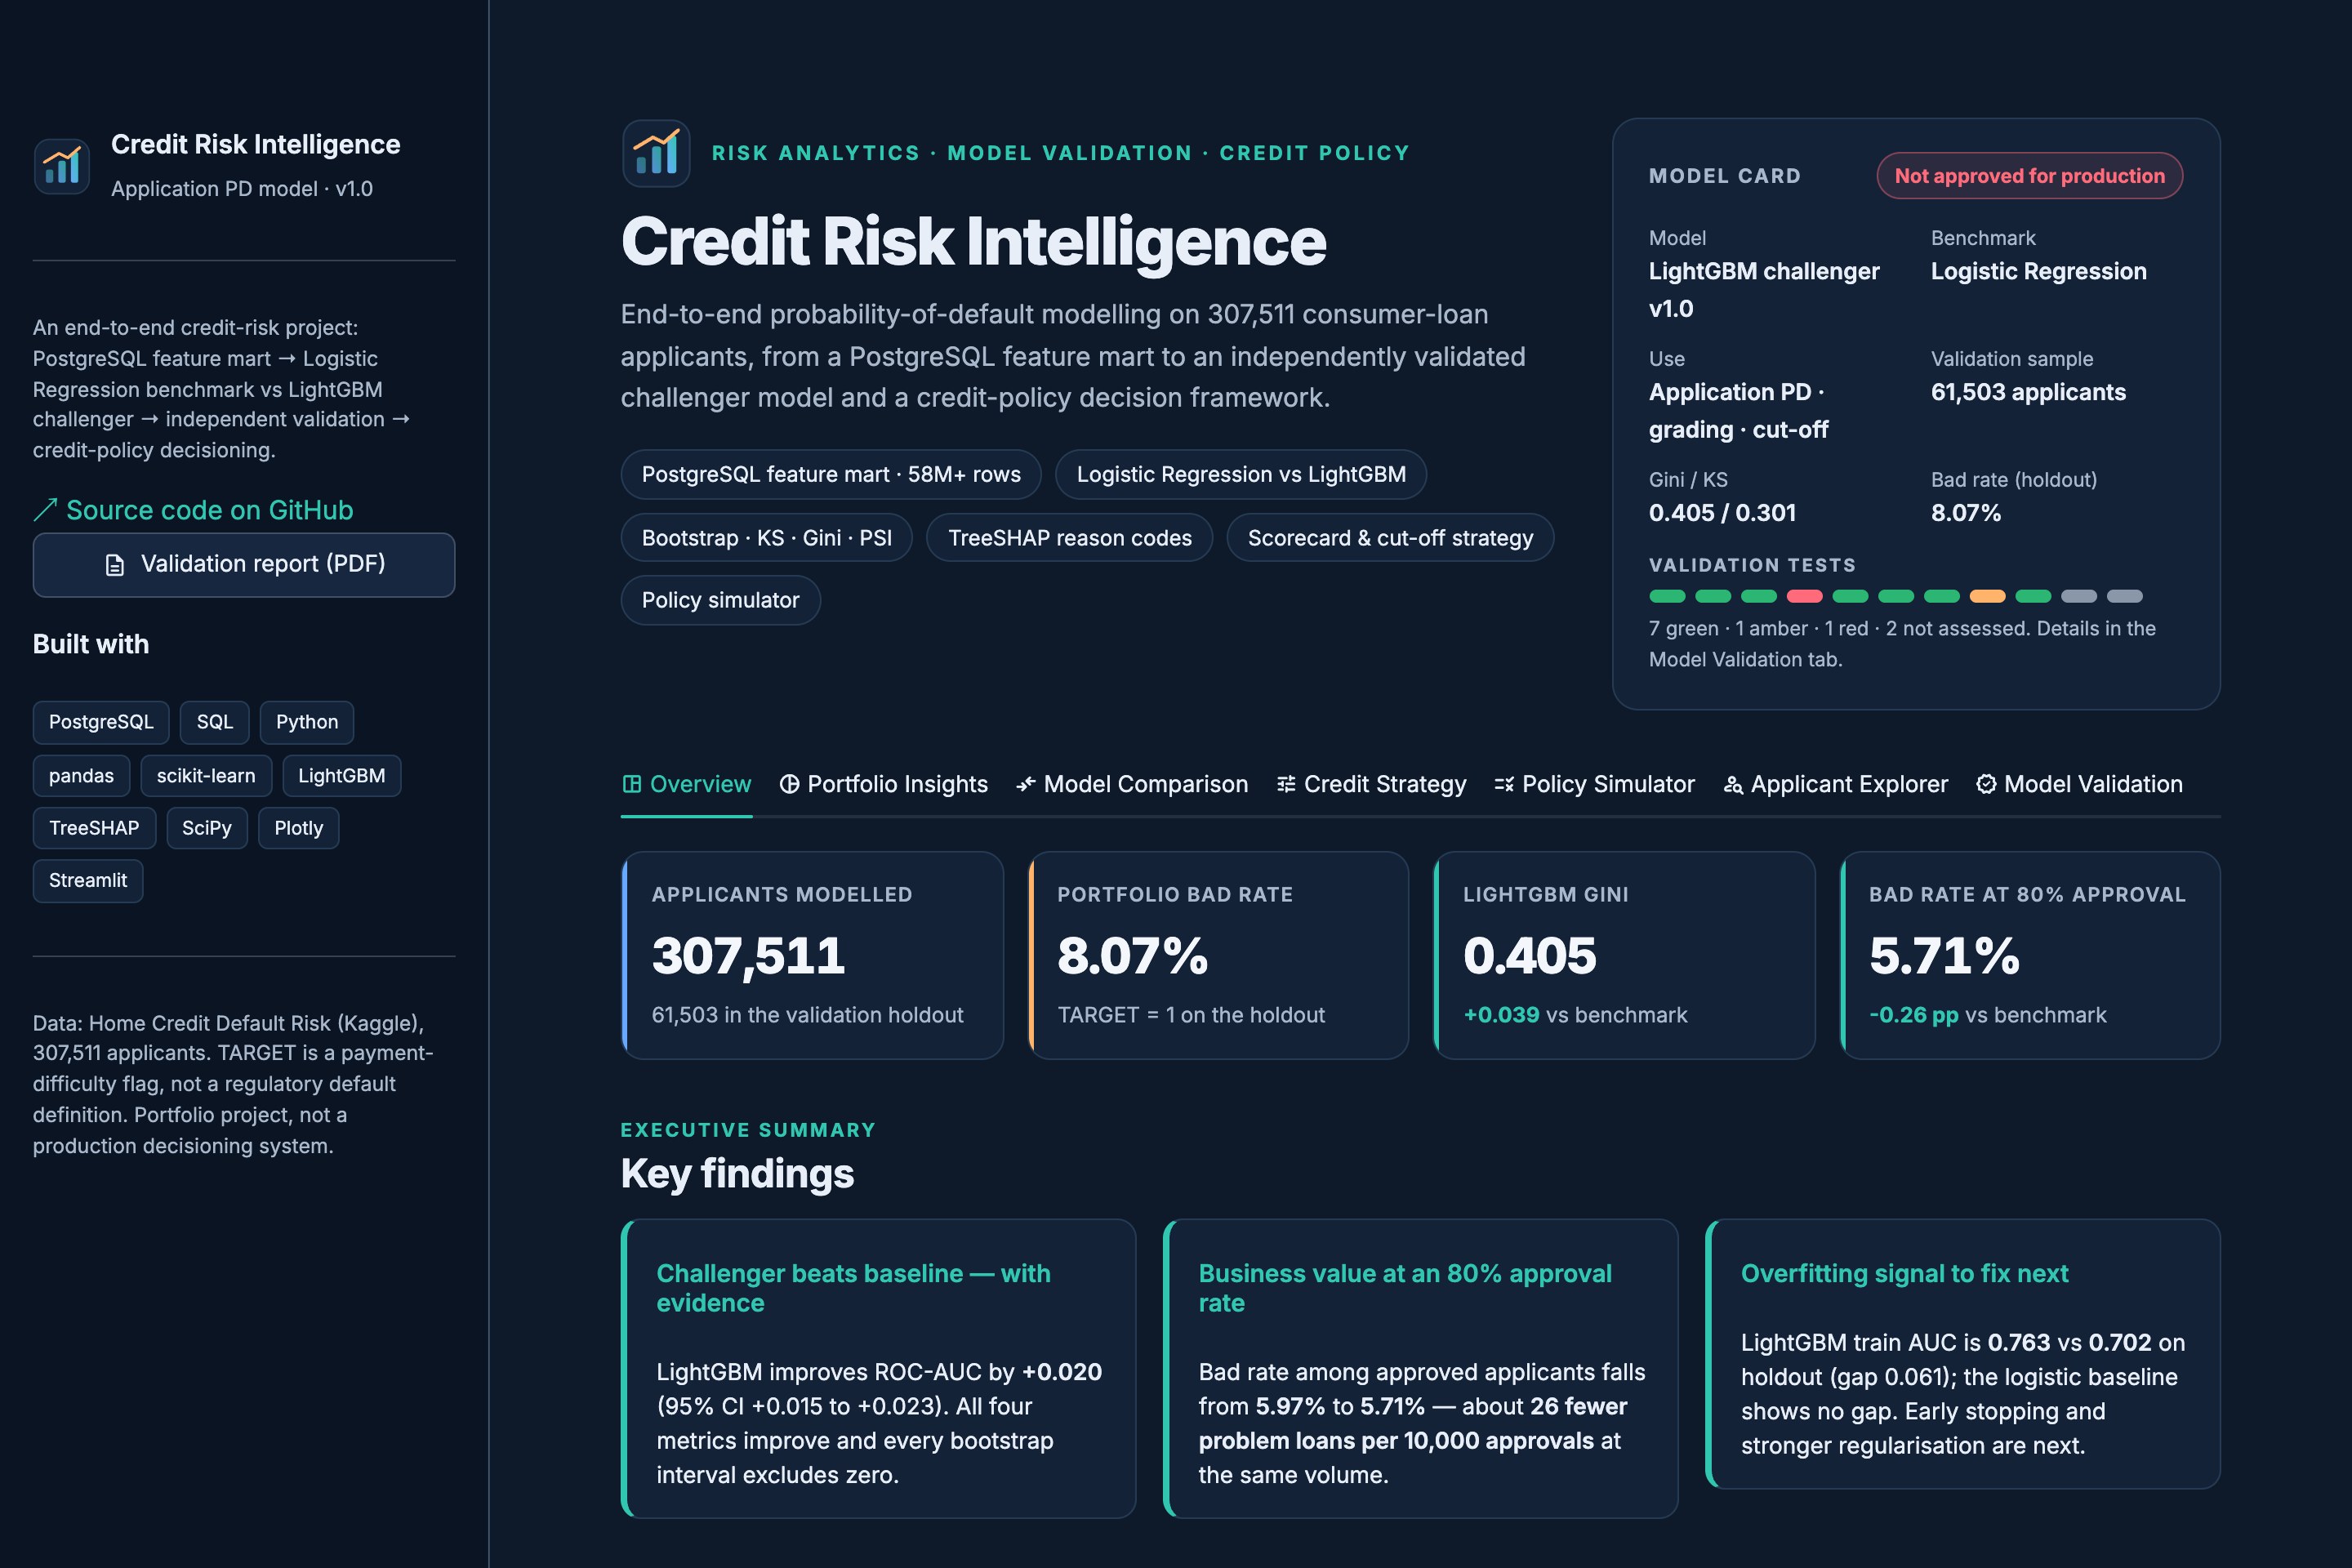 Credit Risk Intelligence
Application PD model · v1.0
An end-to-end credit-risk project:
PostgreSQL feature mart → Logistic
Regression benchmark vs LightGBM
challenger → independent validation →
credit-policy decisioning.
Source code on GitHub
Validation report (PDF)
Built with
PostgreSQL SQL Python
pandas scikit-learn LightGBM
TreeSHAP SciPy Plotly
Streamlit
Data: Home Credit Default Risk (Kaggle),
307,511 applicants. TARGET is a payment-
difficulty flag, not a regulatory default
definition. Portfolio project, not a
production decisioning system.
RISK ANALYTICS · MODEL VALIDATION · CREDIT POLICY
Credit Risk Intelligence
End-to-end probability-of-default modelling on 307,511 consumer-loan
applicants, from a PostgreSQL feature mart to an independently validated
challenger model and a credit-policy decision framework.
PostgreSQL feature mart · 58M+ rows Logistic Regression vs LightGBM
Bootstrap · KS · Gini · PSI TreeSHAP reason codes Scorecard & cut-off strategy
Policy simulator
MODEL CARD Not approved for production
Model
LightGBM challenger
v1.0
Benchmark
Logistic Regression
Use
Application PD ·
grading · cut-off
Validation sample
61,503 applicants
Gini / KS
0.405 / 0.301
Bad rate (holdout)
8.07%
VALIDATION TESTS
7 green · 1 amber · 1 red · 2 not assessed. Details in the
Model Validation tab.
Overview Portfolio Insights Model Comparison Credit Strategy Policy Simulator Applicant Explorer Model Validation
APPLICANTS MODELLED
307,511
61,503 in the validation holdout
PORTFOLIO BAD RATE
8.07%
TARGET = 1 on the holdout
LIGHTGBM GINI
0.405
+0.039 vs benchmark
BAD RATE AT 80% APPROVAL
5.71%
-0.26 pp vs benchmark
EXECUTIVE SUMMARY
Key findings
Challenger beats baseline — with
evidence
LightGBM improves ROC-AUC by +0.020
(95% CI +0.015 to +0.023). All four
metrics improve and every bootstrap
interval excludes zero.
Business value at an 80% approval
rate
Bad rate among approved applicants falls
from 5.97% to 5.71% — about 26 fewer
problem loans per 10,000 approvals at
the same volume.
Overfitting signal to fix next
LightGBM train AUC is 0.763 vs 0.702 on
holdout (gap 0.061); the logistic baseline
shows no gap. Early stopping and
stronger regularisation are next.